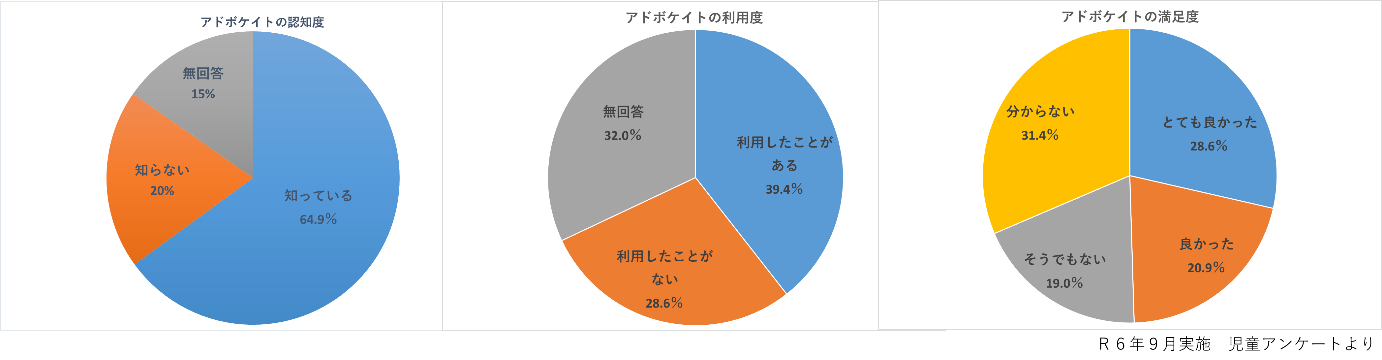 アドボケイトの認知度
無回答
15%
知らない
20%
知っている
64.9%
アドボケイトの利用度
無回答
32.0%
利用したことが
ある
39.4%
利用したことが
ない
28.6%
アドボケイトの満足度
分からない
31.4%
とても良かった
28.6%
そうでもない
19.0%
良かった
20.9%
Ｒ６年９月実施　児童アンケートより